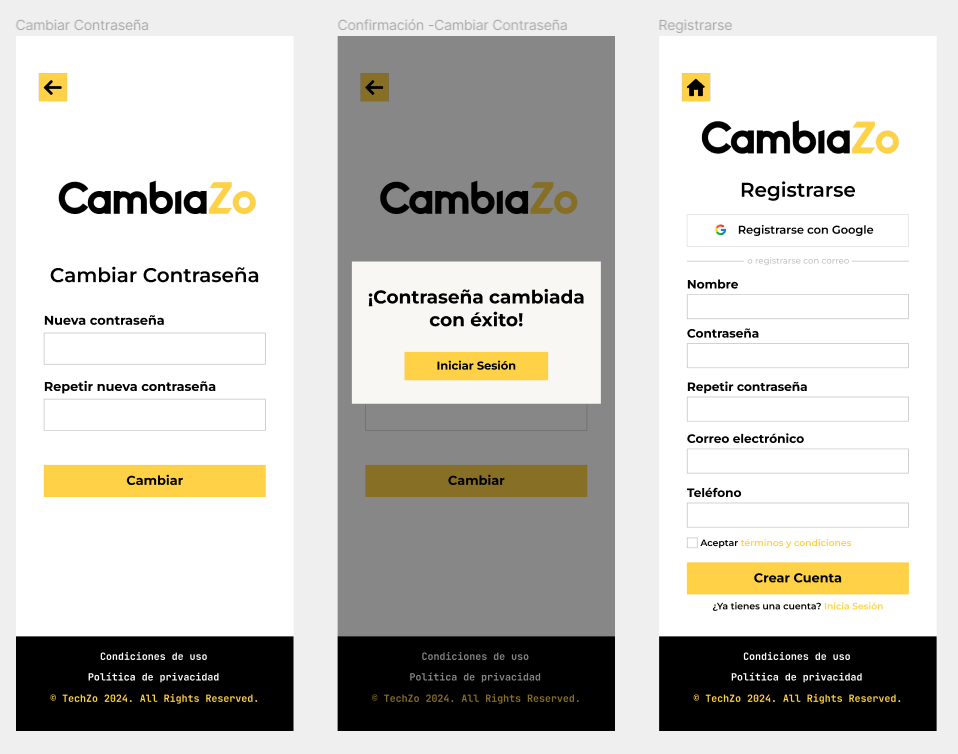 Cambiar Contraseña
CambiaZo
Cambiar Contraseña
Nueva contraseña
Repetir nueva contraseña
Cambiar
Condiciones de uso
Política de privacidad
© TechZo 2024. All Rights Reserved.
Confirmación -Cambiar Contraseña
CambiaZo
¡Contraseña cambiada
con éxito!
Iniciar Sesión
Cambiar
Condiciones de uso
Política de privacidad
© TechZo 2024. All Rights Reserved.
Registrarse
CambiaZo
Registrarse
Registrarse con Google
o registrarse con correo
Nombre
Contraseña
Repetir contraseña
Correo electrónico
Teléfono
Aceptar términos y condiciones
Crear Cuenta
¿Ya tienes una cuenta? Inicia Sesión
Condiciones de uso
Política de privacidad
© TechZo 2024. All Rights Reserved.